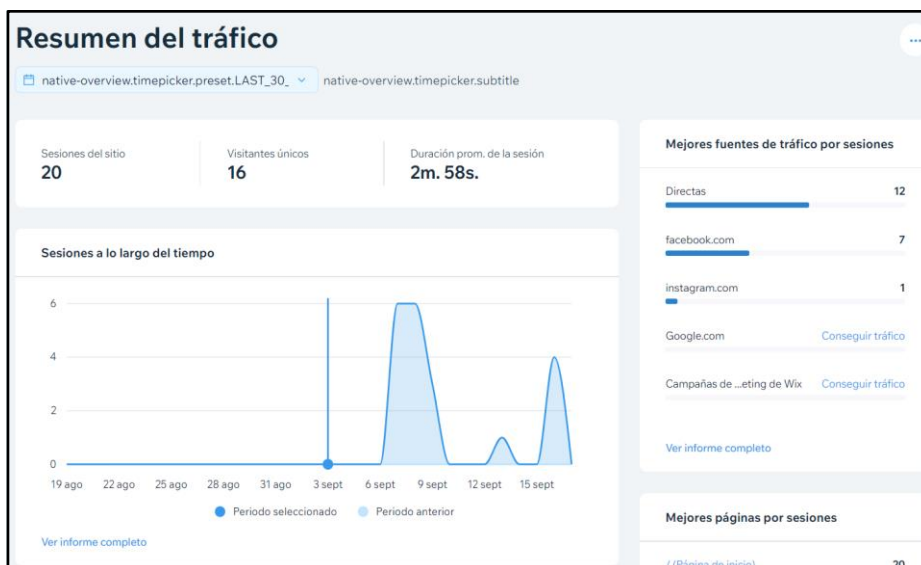 Resumen del tráfico
native-overview.timepicker.preset.LAST_30_
native-overview.timepicker.subtitle
Sesiones del sitio
20
Visitantes únicos
16
Duración prom. de la sesión
2m. 58s.
Sesiones a lo largo del tiempo
6
4
2
0
19 ago 22 ago 25 ago 28 ago 31 ago 3 sept 6 sept 9 sept 12 sept 15 sept
Periodo seleccionado Periodo anterior
Ver informe completo
Mejores fuentes de tráfico por sesiones
Directas 12
facebook.com 7
instagram.com 1
Google.com Conseguir tráfico
Campañas de ...eting de Wix Conseguir tráfico
Ver informe completo
Mejores páginas por sesiones
/ (Página de inicio) 20